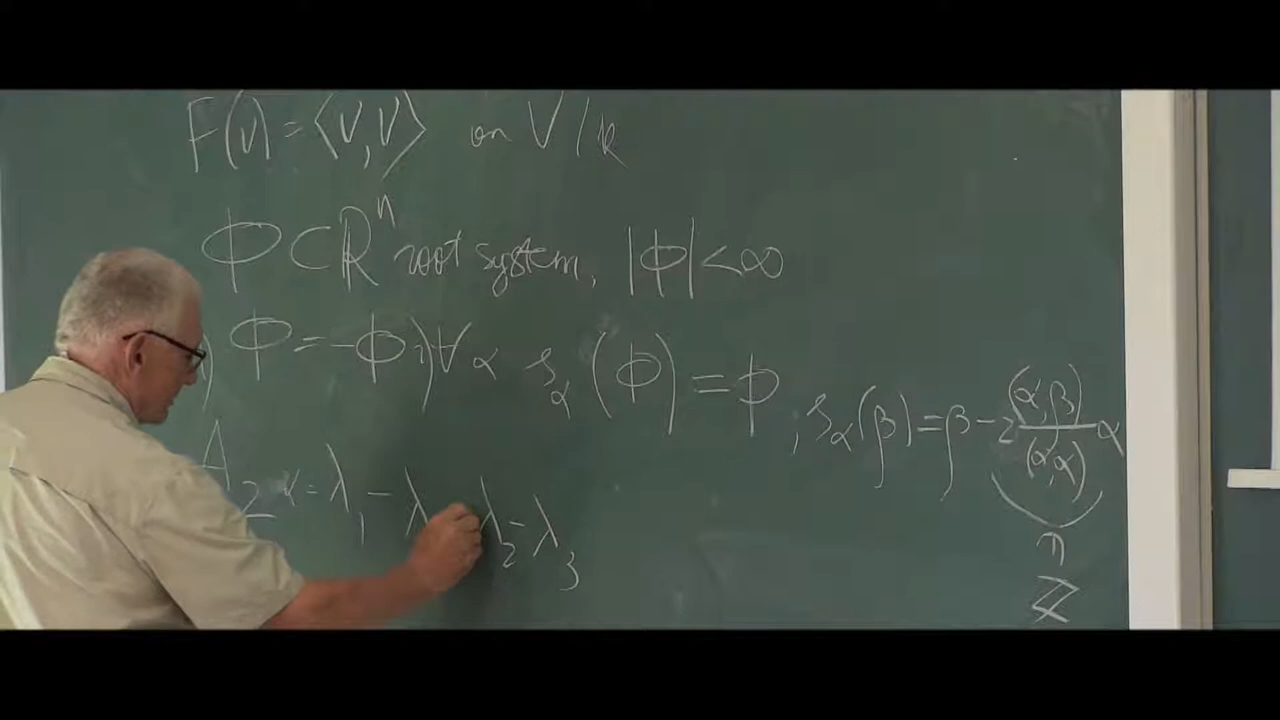 F(v) = ⟨v, v⟩ on V / k
Φ ⊂ ℝⁿ root system, |Φ| < ∞
) Φ = -Φ i) ∀ α s_α (Φ) = Φ, s_α(β) = β - 2 (α, β)/(α, α) α
∩
ℤ
A₂ α = λ₁ - λ λ₂ - λ₃